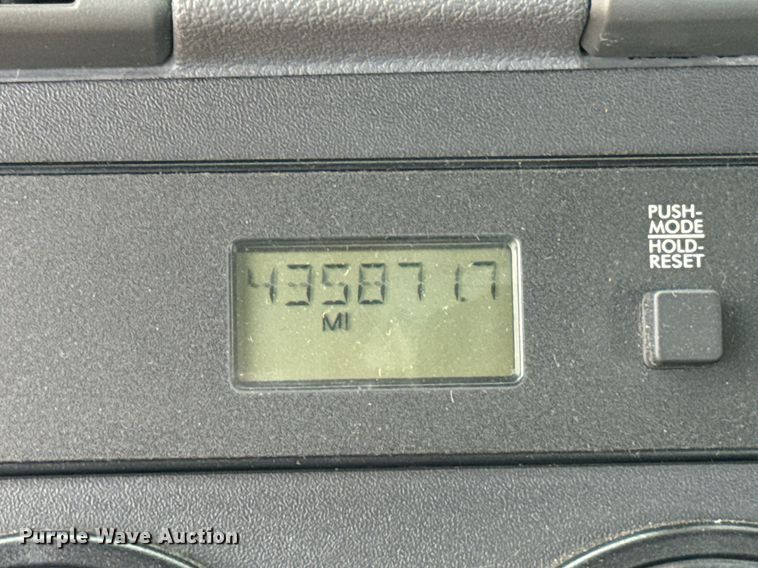 435871.7
MI
PUSH-
MODE
HOLD-
RESET
Purple Wave Auction